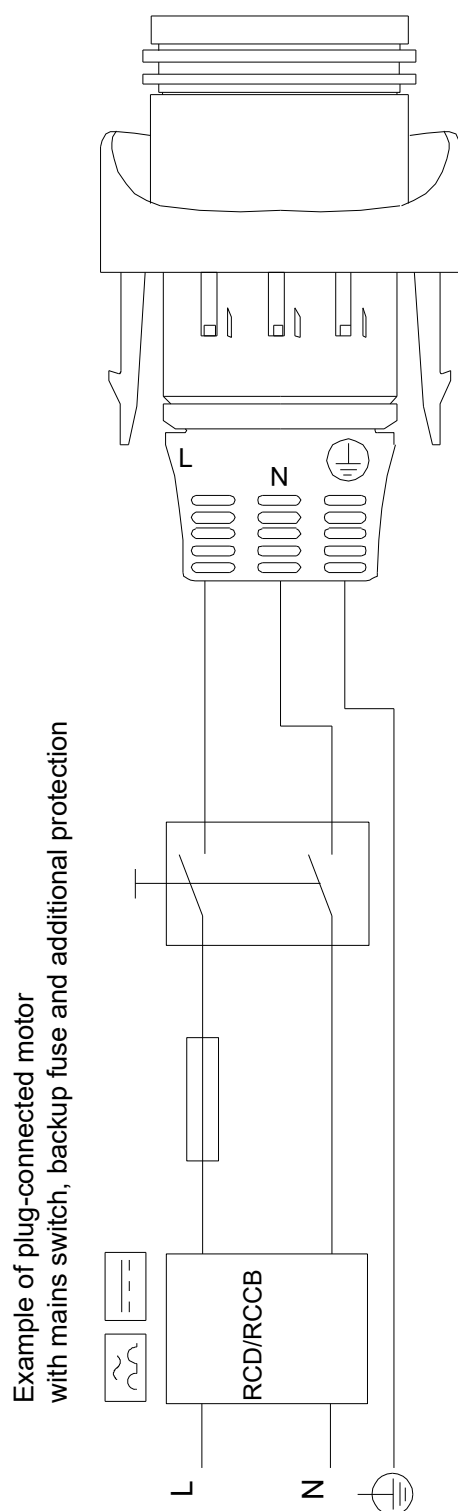 Example of plug-connected motor
with mains switch, backup fuse and additional protection
L
N
RCD/RCCB
L
N